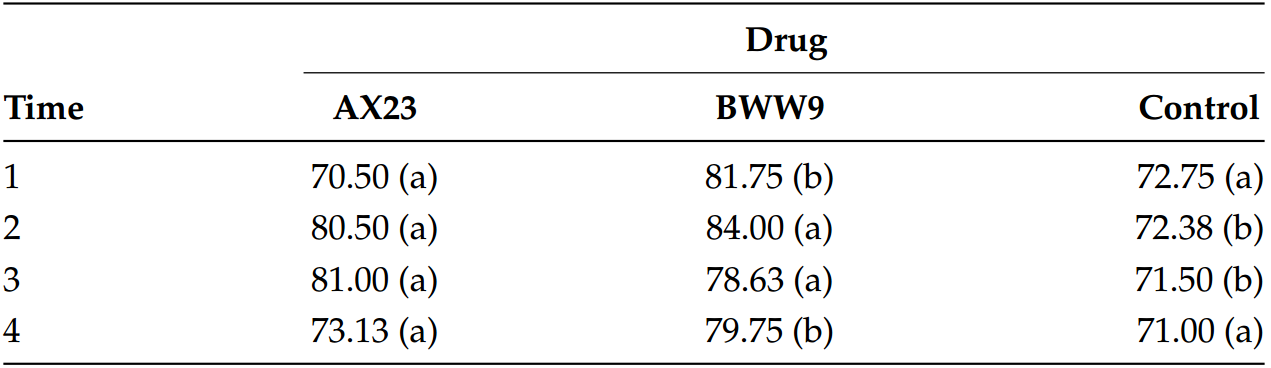 Drug
Time AX23 BWW9 Control
1 70.50 (a) 81.75 (b) 72.75 (a)
2 80.50 (a) 84.00 (a) 72.38 (b)
3 81.00 (a) 78.63 (a) 71.50 (b)
4 73.13 (a) 79.75 (b) 71.00 (a)